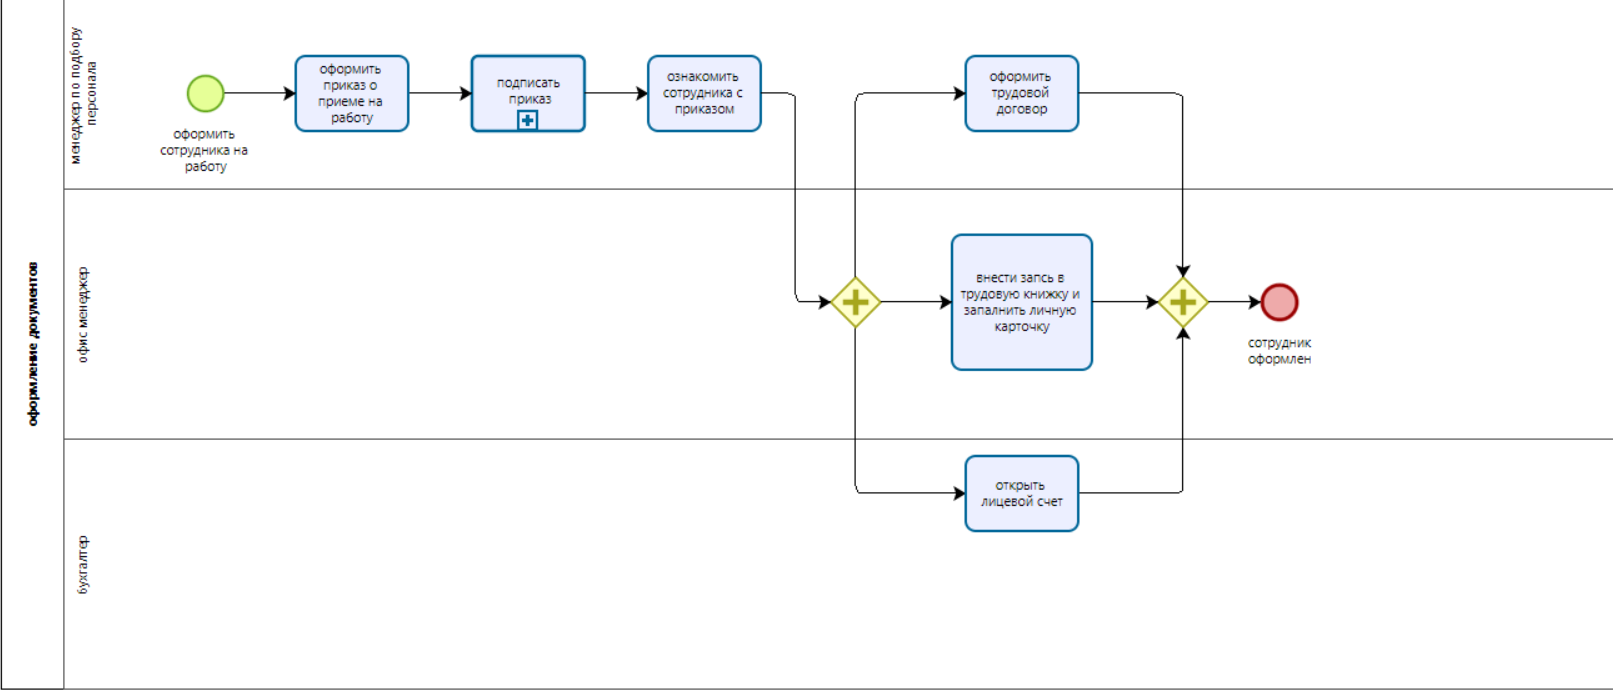 оформление документов
менеджер по подбору
персонала
оформить
сотрудника на
работу
оформить
приказ о
приеме на
работу
подписать
приказ
ознакомить
сотрудника с
приказом
оформить
трудовой
договор
офис менеджер
внести запсь в
трудовую книжку и
запалнить личную
карточку
сотрудник
оформлен
бухгалтер
открыть
лицевой счет